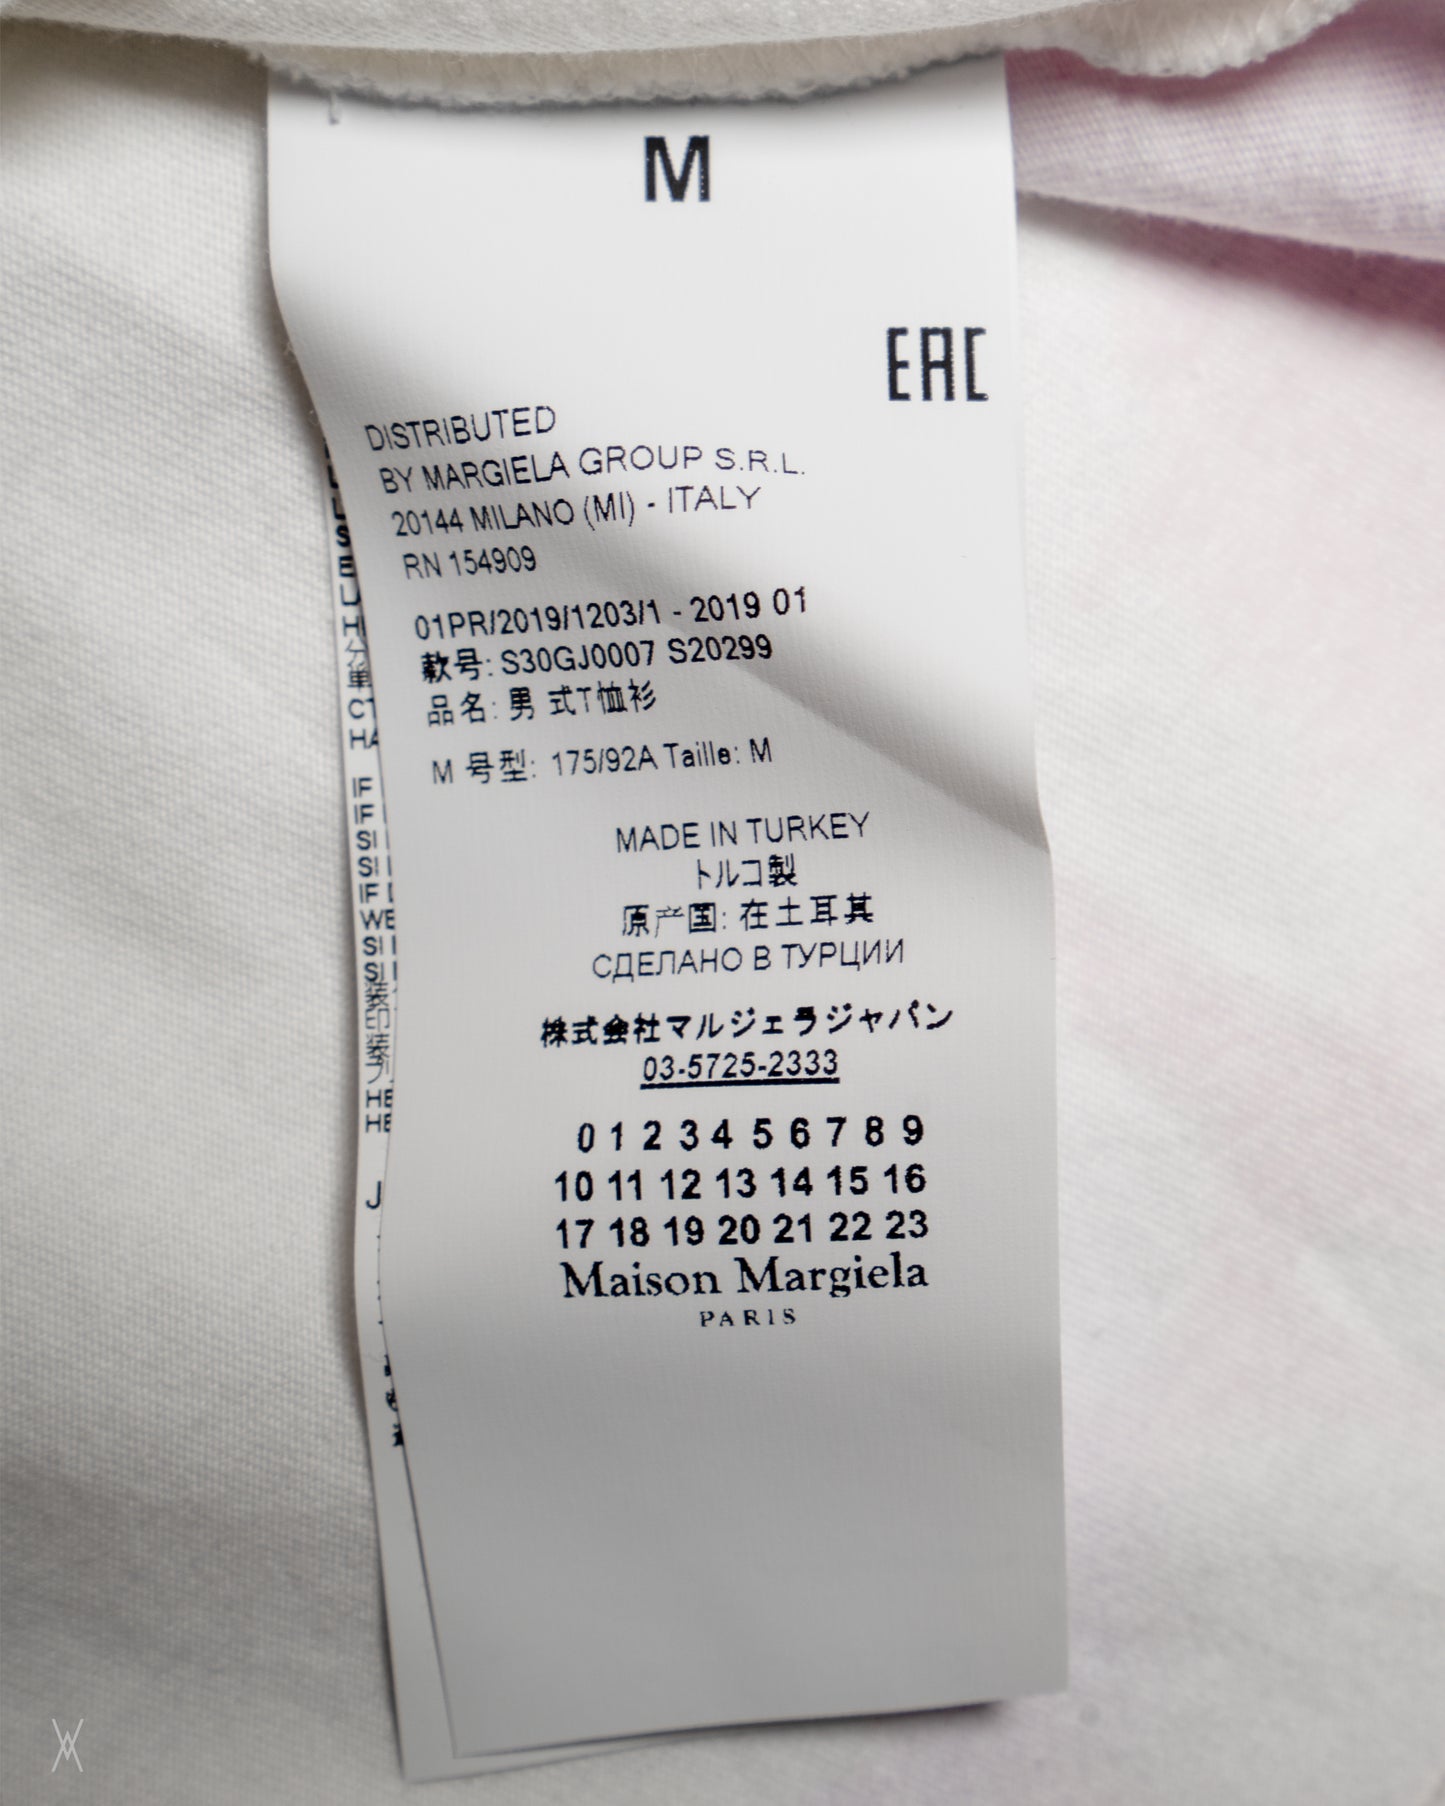 M
EAC
DISTRIBUTED
BY MARGIELA GROUP S.R.L.
20144 MILANO (MI) - ITALY
RN 154909
01PR/2019/1203/1 - 2019 01
款号: S30GJ0007 S20299
品名: 男 式T恤衫
M 号型: 175/92A Taille: M
MADE IN TURKEY
トルコ製
原产国: 在土耳其
СДЕЛАНО В ТУРЦИИ
株式会社マルジェラジャパン
03-5725-2333
0 1 2 3 4 5 6 7 8 9
10 11 12 13 14 15 16
17 18 19 20 21 22 23
Maison Margiela
PARIS